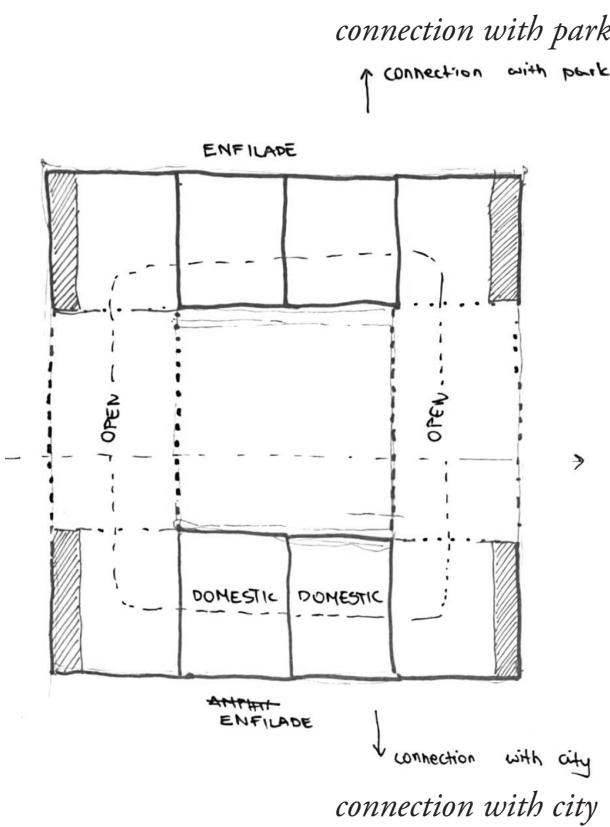 connection with park
connection with park
ENFILADE
OPEN
OPEN
DOMESTIC DOMESTIC
ENFILADE
connection with city
connection with city